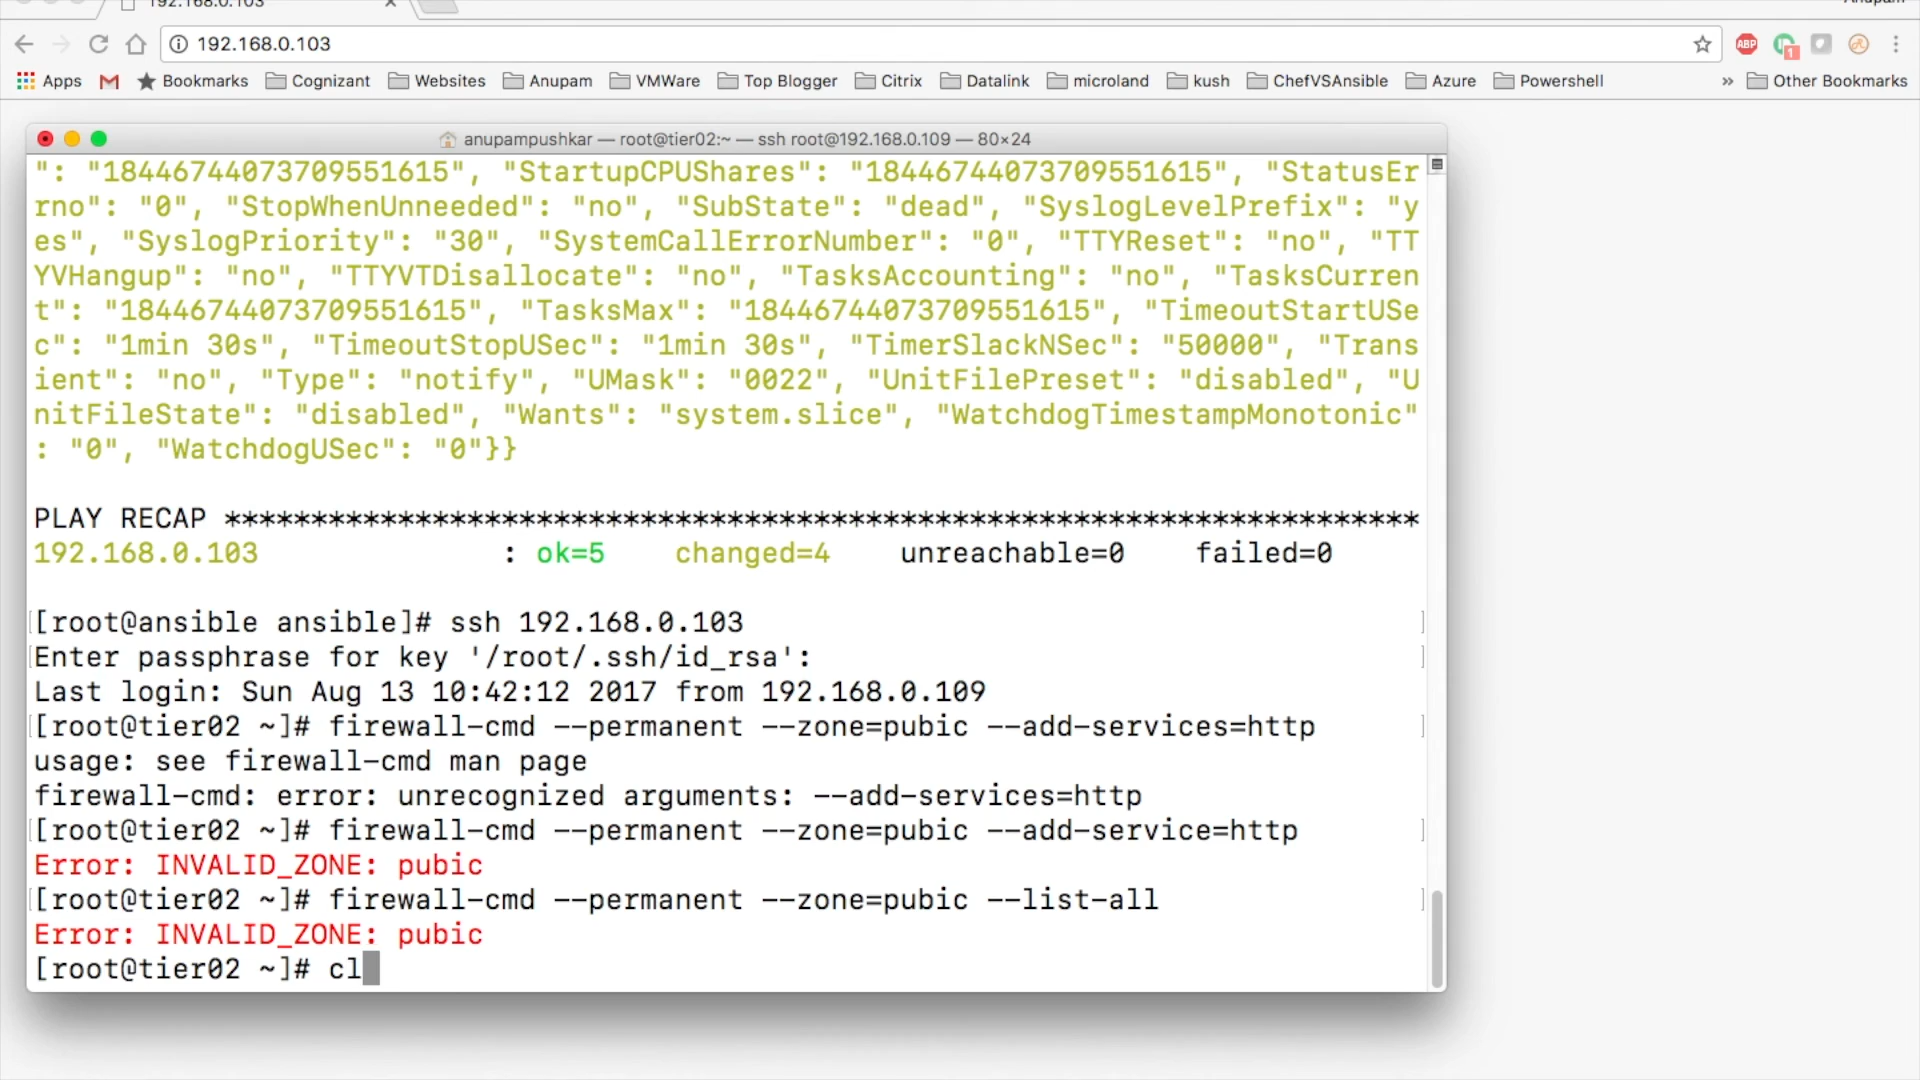 192.168.0.103
Anupam
192.168.0.103
ABP
1
Apps
Bookmarks
Cognizant
Websites
Anupam
VMWare
Top Blogger
Citrix
Datalink
microland
kush
ChefVSAnsible
Azure
Powershell
»
Other Bookmarks
anupampushkar — root@tier02:~ — ssh root@192.168.0.109 — 80×24
": "18446744073709551615", "StartupCPUShares": "18446744073709551615", "StatusEr
rno": "0", "StopWhenUnneeded": "no", "SubState": "dead", "SyslogLevelPrefix": "y
es", "SyslogPriority": "30", "SystemCallErrorNumber": "0", "TTYReset": "no", "TT
YVHangup": "no", "TTYVTDisallocate": "no", "TasksAccounting": "no", "TasksCurren
t": "18446744073709551615", "TasksMax": "18446744073709551615", "TimeoutStartUSe
c": "1min 30s", "TimeoutStopUSec": "1min 30s", "TimerSlackNSec": "50000", "Trans
ient": "no", "Type": "notify", "UMask": "0022", "UnitFilePreset": "disabled", "U
nitFileState": "disabled", "Wants": "system.slice", "WatchdogTimestampMonotonic"
: "0", "WatchdogUSec": "0"}}
PLAY RECAP *********************************************************************
192.168.0.103 : ok=5 changed=4 unreachable=0 failed=0
[root@ansible ansible]# ssh 192.168.0.103
Enter passphrase for key '/root/.ssh/id_rsa':
Last login: Sun Aug 13 10:42:12 2017 from 192.168.0.109
[root@tier02 ~]# firewall-cmd --permanent --zone=pubic --add-services=http
usage: see firewall-cmd man page
firewall-cmd: error: unrecognized arguments: --add-services=http
[root@tier02 ~]# firewall-cmd --permanent --zone=pubic --add-service=http
Error: INVALID_ZONE: pubic
[root@tier02 ~]# firewall-cmd --permanent --zone=pubic --list-all
Error: INVALID_ZONE: pubic
[root@tier02 ~]# cl